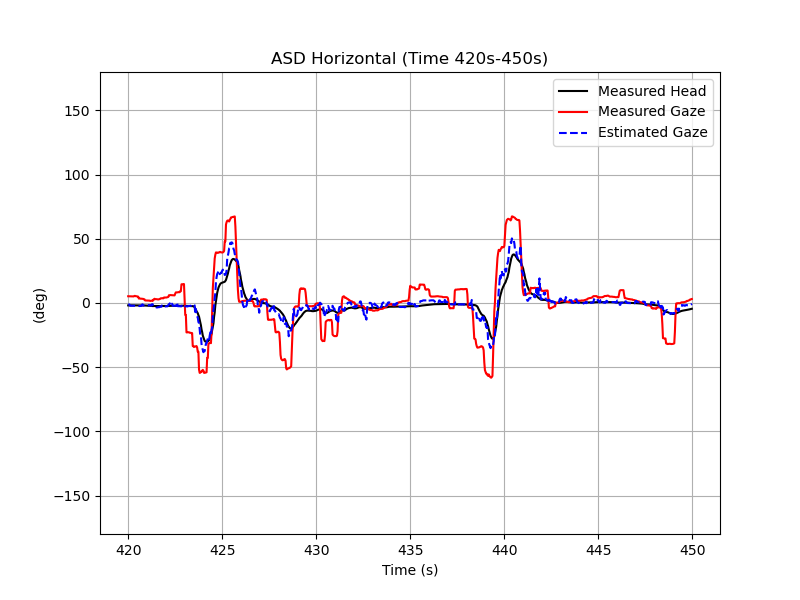 ASD Horizontal (Time 420s-450s)
Measured Head
Measured Gaze
Estimated Gaze
150
100
50
0
−50
−100
−150
(deg)
420
425
430
435
440
445
450
Time (s)